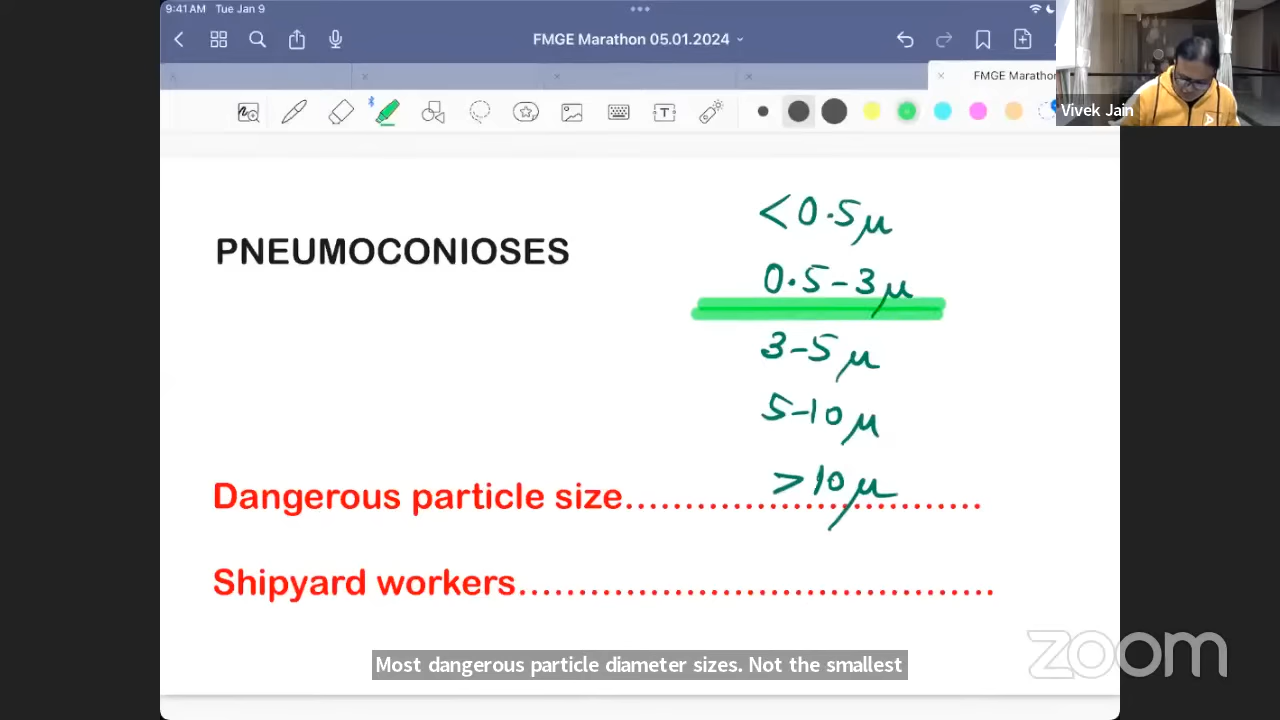 9:41 AM Tue Jan 9
FMGE Marathon 05.01.2024
FMGE Marathon
Vivek Jain
<0.5μ
PNEUMOCONIOSES
0.5-3μ
3-5μ
5-10μ
>10μ
Dangerous particle size..............................
Shipyard workers.......................................
Most dangerous particle diameter sizes. Not the smallest
zoom